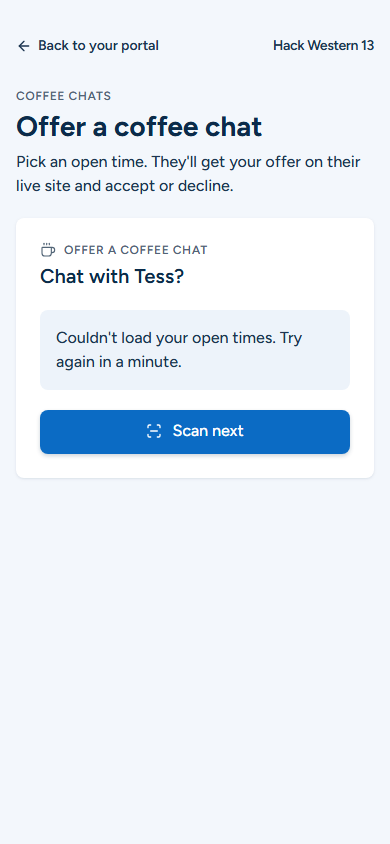 Back to your portal
Hack Western 13
COFFEE CHATS
Offer a coffee chat
Pick an open time. They'll get your offer on their
live site and accept or decline.
OFFER A COFFEE CHAT
Chat with Tess?
Couldn't load your open times. Try
again in a minute.
Scan next